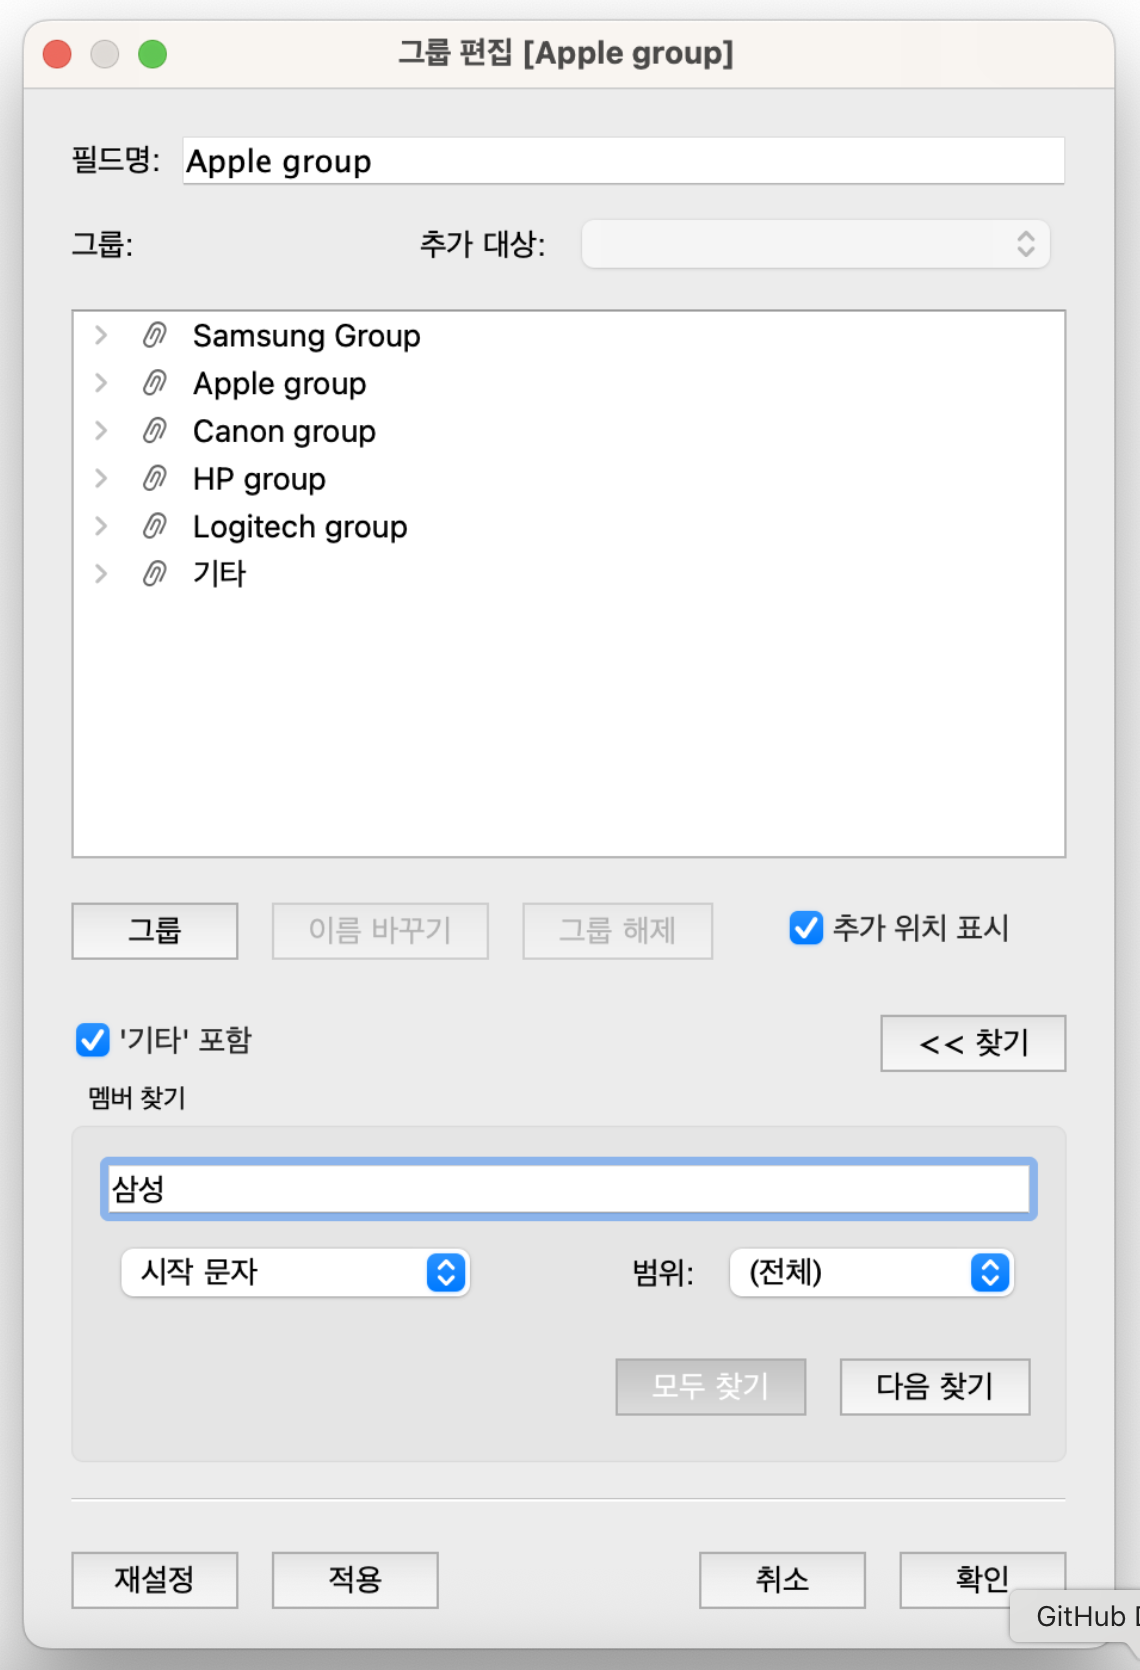 그룹 편집 [Apple group]
필드명: Apple group
그룹: 추가 대상:
Samsung Group
Apple group
Canon group
HP group
Logitech group
기타
그룹 이름 바꾸기 그룹 해제 추가 위치 표시
'기타' 포함 << 찾기
멤버 찾기
삼성
시작 문자 범위: (전체)
모두 찾기 다음 찾기
재설정 적용 취소 확인
GitHub